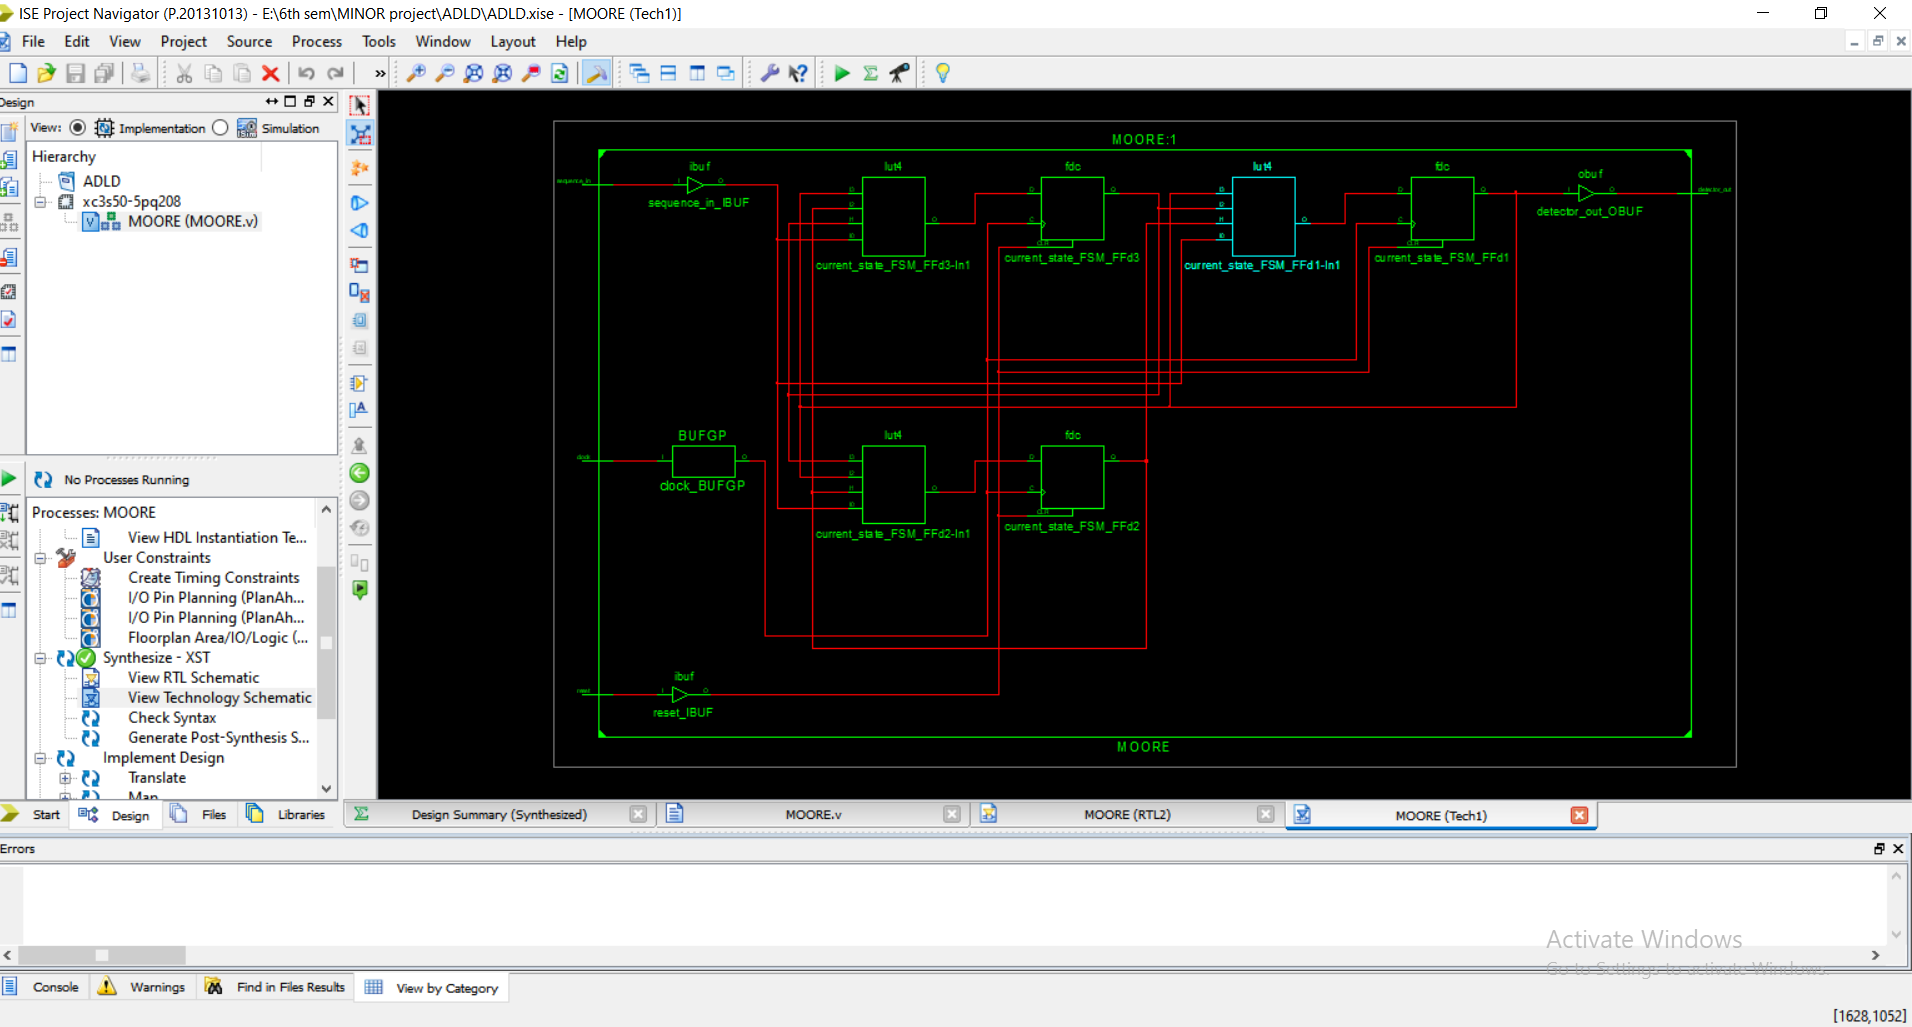 ISE Project Navigator (P.20131013) - E:\6th sem\MINOR project\ADLD\ADLD.xise - [MOORE (Tech1)]
File Edit View Project Source Process Tools Window Layout Help
Design
View: Implementation Simulation
Hierarchy
ADLD
xc3s50-5pq208
MOORE (MOORE.v)
No Processes Running
Processes: MOORE
View HDL Instantiation Te...
User Constraints
Create Timing Constraints
I/O Pin Planning (PlanAh...
I/O Pin Planning (PlanAh...
Floorplan Area/IO/Logic (...
Synthesize - XST
View RTL Schematic
View Technology Schematic
Check Syntax
Generate Post-Synthesis S...
Implement Design
Translate
Map
Start Design Files Libraries
MOORE:1
ibuf lut4 fdc lut4 fdc obuf
sequence_in
detector_out
sequence_in_IBUF
detector_out_OBUF
current_state_FSM_FFd3-In1 current_state_FSM_FFd3 current_state_FSM_FFd1-In1 current_state_FSM_FFd1
BUFGP lut4 fdc
clock
clock_BUFGP
current_state_FSM_FFd2-In1 current_state_FSM_FFd2
ibuf
reset
reset_IBUF
MOORE
Design Summary (Synthesized) MOORE.v MOORE (RTL2) MOORE (Tech1)
Errors
Activate Windows
Go to Settings to activate Windows.
Console Warnings Find in Files Results View by Category
[1628,1052]